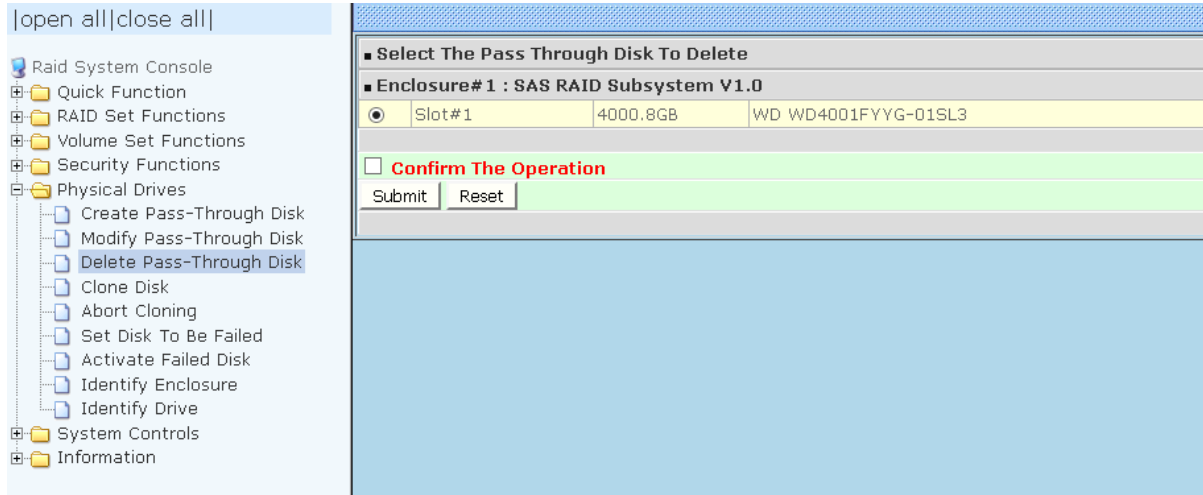 |open all|close all|
Raid System Console
Quick Function
RAID Set Functions
Volume Set Functions
Security Functions
Physical Drives
Create Pass-Through Disk
Modify Pass-Through Disk
Delete Pass-Through Disk
Clone Disk
Abort Cloning
Set Disk To Be Failed
Activate Failed Disk
Identify Enclosure
Identify Drive
System Controls
Information
Select The Pass Through Disk To Delete
Enclosure#1 : SAS RAID Subsystem V1.0
Slot#1 4000.8GB WD WD4001FYYG-01SL3
Confirm The Operation
Submit Reset